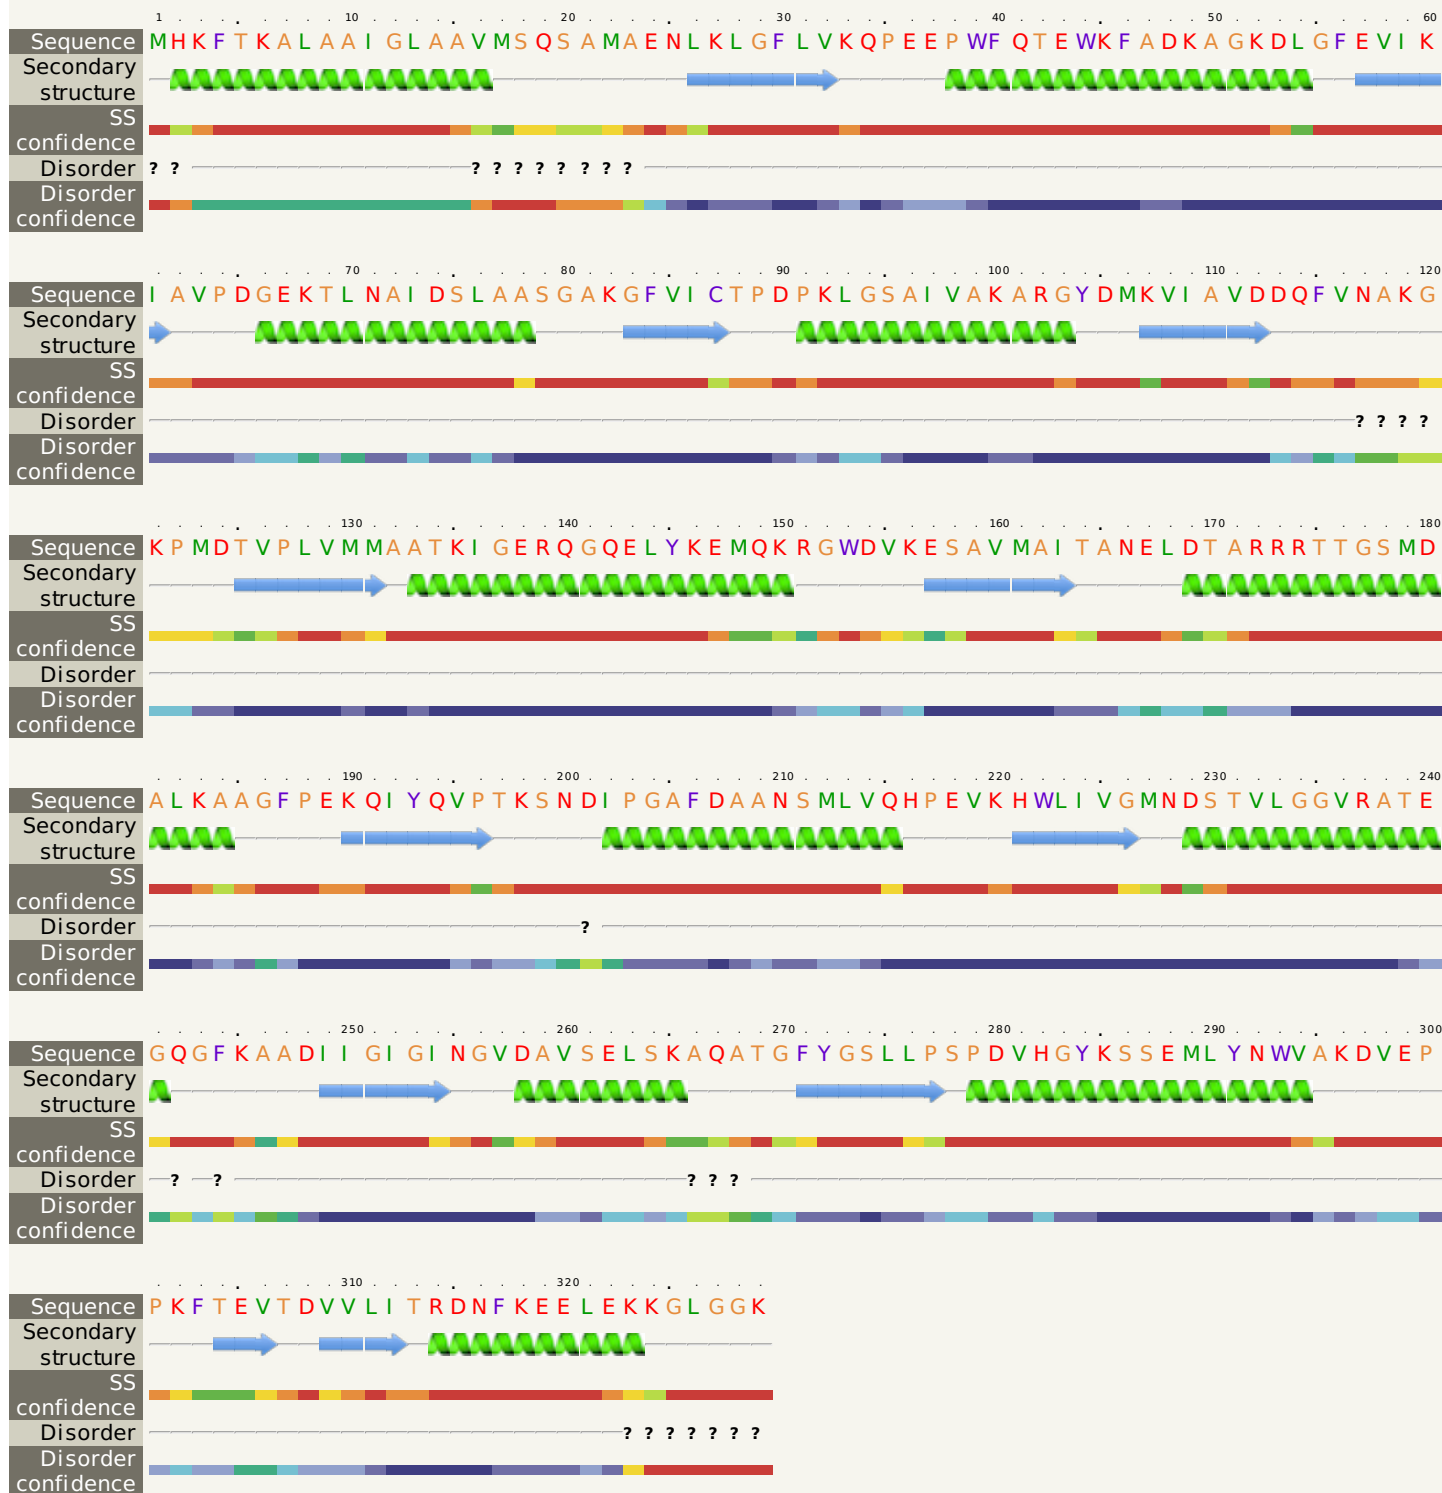 1 10 20 30 40 50 60
Sequence MHKFTKALAAIGLAAVMSQSAMAENLKLGFLVKQPEEPWFQTEWKFADKAGKDLGFEVIK
Secondary
structure
SS
confidence
Disorder ? ? ? ? ? ? ? ? ? ?
Disorder
confidence
70 80 90 100 110 120
Sequence IAVPDGEKTLNAIDSLAASGAKGFVICTPDPKLGSAIVAKARGYDMKVIAVDDQFVNAKG
Secondary
structure
SS
confidence
Disorder ? ? ? ?
Disorder
confidence
130 140 150 160 170 180
Sequence KPMDTVPLVMMAATKIGERQGQELYKEMQKRGWDVKESAVMAITANELDTARRRTTGSMD
Secondary
structure
SS
confidence
Disorder
Disorder
confidence
190 200 210 220 230 240
Sequence ALKAAGFPEKQIYQVPTKSNDIPGAFDAANSMLVQHPEVKHWLIVGMNDSTVLGGVRATE
Secondary
structure
SS
confidence
Disorder ?
Disorder
confidence
250 260 270 280 290 300
Sequence GQGFKAADIIGIGINGVDAVSELSKAQATGFYGSLLPSPDVHGYKSSEMLYNWVAKDVEP
Secondary
structure
SS
confidence
Disorder ? ? ? ? ?
Disorder
confidence
310 320
Sequence PKFTEVTDVVLITRDNFKEELEKKGLGGK
Secondary
structure
SS
confidence
Disorder ? ? ? ? ? ? ?
Disorder
confidence